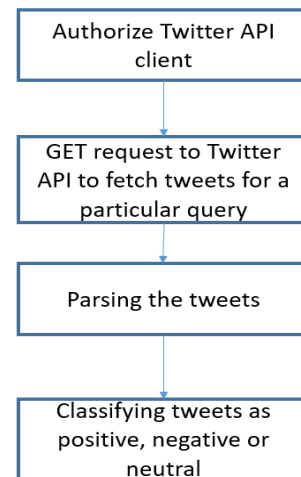 Authorize Twitter API
client
GET request to Twitter
API to fetch tweets for a
particular query
Parsing the tweets
Classifying tweets as
positive, negative or
neutral